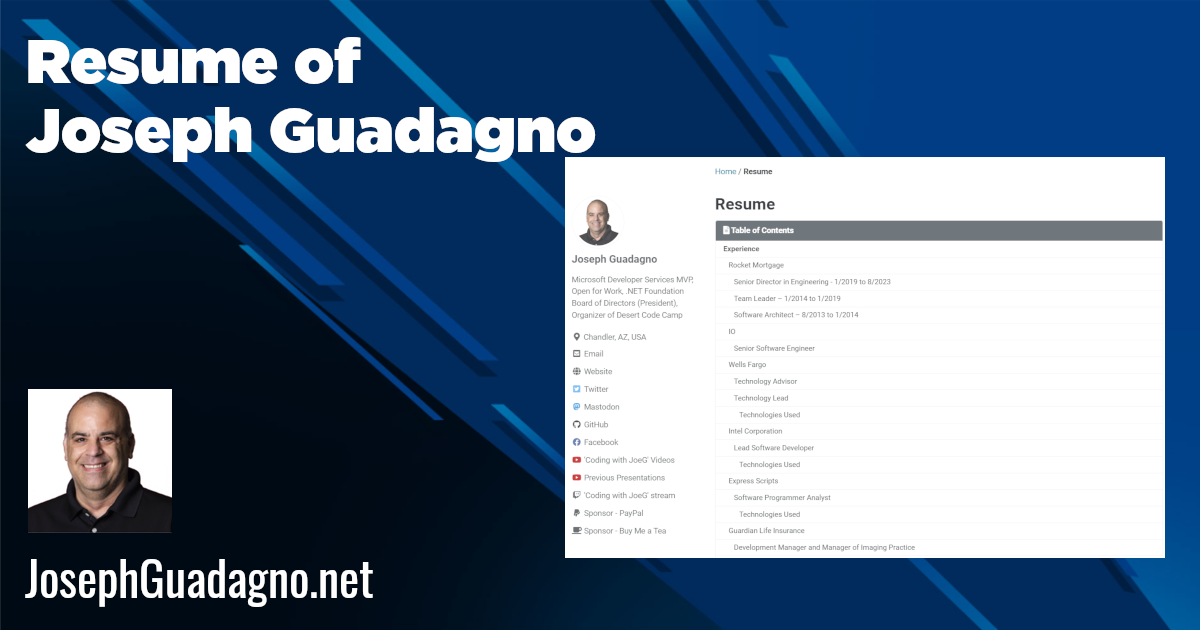 Resume of
Joseph Guadagno
Home / Resume
Joseph Guadagno
Microsoft Developer Services MVP,
Open for Work, .NET Foundation
Board of Directors (President),
Organizer of Desert Code Camp
Chandler, AZ, USA
Email
Website
Twitter
Mastodon
GitHub
Facebook
'Coding with JoeG' Videos
Previous Presentations
'Coding with JoeG' stream
Sponsor - PayPal
Sponsor - Buy Me a Tea
Resume
Table of Contents
Experience
Rocket Mortgage
Senior Director in Engineering - 1/2019 to 8/2023
Team Leader – 1/2014 to 1/2019
Software Architect – 8/2013 to 1/2014
IO
Senior Software Engineer
Wells Fargo
Technology Advisor
Technology Lead
Technologies Used
Intel Corporation
Lead Software Developer
Technologies Used
Express Scripts
Software Programmer Analyst
Technologies Used
Guardian Life Insurance
Development Manager and Manager of Imaging Practice
JosephGuadagno.net